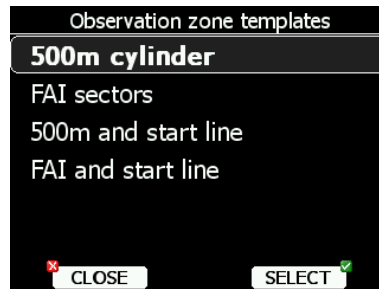 Observation zone templates
500m cylinder
FAI sectors
500m and start line
FAI and start line
CLOSE SELECT